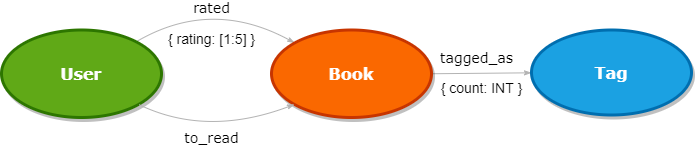 rated
{ rating: [1:5] }
User
Book
to_read
tagged_as
{ count: INT }
Tag